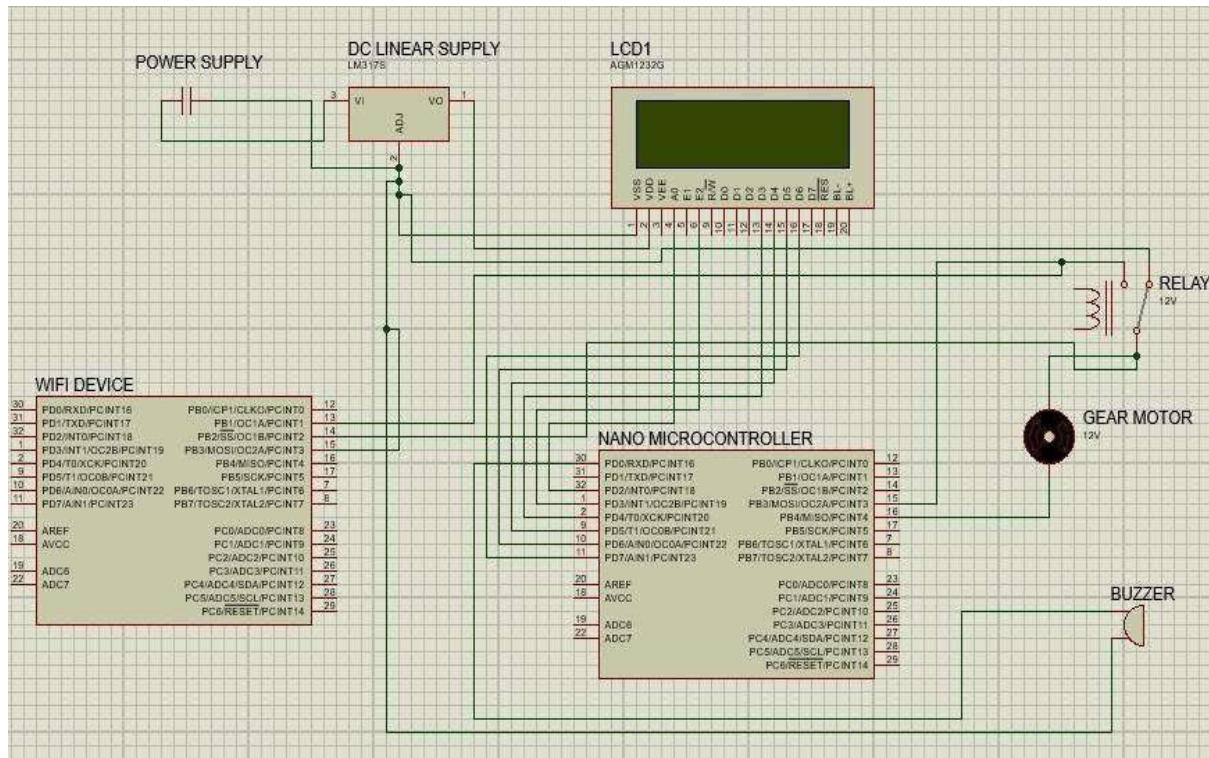 POWER SUPPLY
DC LINEAR SUPPLY
LM317S
3 VI VO 1
ADJ
2
LCD1
AGM1232G
VSS VDD VEE A0 E1 E2 R/W D0 D1 D2 D3 D4 D5 D6 D7 RES BL- BL+
1 2 3 4 5 6 9 10 11 12 13 14 15 16 17 18 19 20
RELAY
12V
GEAR MOTOR
12V
WIFI DEVICE
30 PD0/RXD/PCINT16 PB0/ICP1/CLKO/PCINT0 12
31 PD1/TXD/PCINT17 PB1/OC1A/PCINT1 13
32 PD2/INT0/PCINT18 PB2/SS/OC1B/PCINT2 14
1 PD3/INT1/OC2B/PCINT19 PB3/MOSI/OC2A/PCINT3 15
2 PD4/T0/XCK/PCINT20 PB4/MISO/PCINT4 16
9 PD5/T1/OC0B/PCINT21 PB5/SCK/PCINT5 17
10 PD6/AIN0/OC0A/PCINT22 PB6/TOSC1/XTAL1/PCINT6 7
11 PD7/AIN1/PCINT23 PB7/TOSC2/XTAL2/PCINT7 8
20 AREF PC0/ADC0/PCINT8 23
18 AVCC PC1/ADC1/PCINT9 24
PC2/ADC2/PCINT10 25
19 ADC6 PC3/ADC3/PCINT11 26
22 ADC7 PC4/ADC4/SDA/PCINT12 27
PC5/ADC5/SCL/PCINT13 28
PC6/RESET/PCINT14 29
NANO MICROCONTROLLER
30 PD0/RXD/PCINT16 PB0/ICP1/CLKO/PCINT0 12
31 PD1/TXD/PCINT17 PB1/OC1A/PCINT1 13
32 PD2/INT0/PCINT18 PB2/SS/OC1B/PCINT2 14
1 PD3/INT1/OC2B/PCINT19 PB3/MOSI/OC2A/PCINT3 15
2 PD4/T0/XCK/PCINT20 PB4/MISO/PCINT4 16
9 PD5/T1/OC0B/PCINT21 PB5/SCK/PCINT5 17
10 PD6/AIN0/OC0A/PCINT22 PB6/TOSC1/XTAL1/PCINT6 7
11 PD7/AIN1/PCINT23 PB7/TOSC2/XTAL2/PCINT7 8
20 AREF PC0/ADC0/PCINT8 23
18 AVCC PC1/ADC1/PCINT9 24
PC2/ADC2/PCINT10 25
19 ADC6 PC3/ADC3/PCINT11 26
22 ADC7 PC4/ADC4/SDA/PCINT12 27
PC5/ADC5/SCL/PCINT13 28
PC6/RESET/PCINT14 29
BUZZER